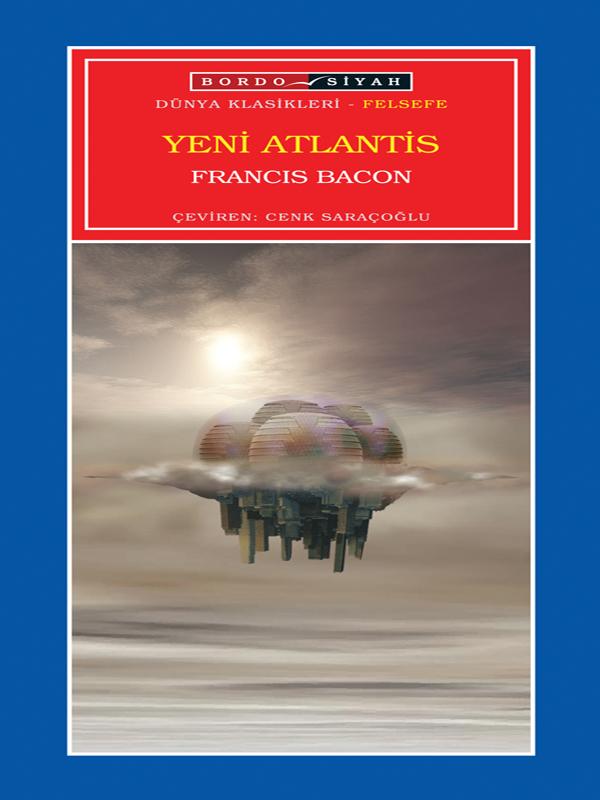 BORDO SİYAH
DÜNYA KLASİKLERİ - FELSEFE
YENİ ATLANTİS
FRANCIS BACON
ÇEVİREN: CENK SARAÇOĞLU